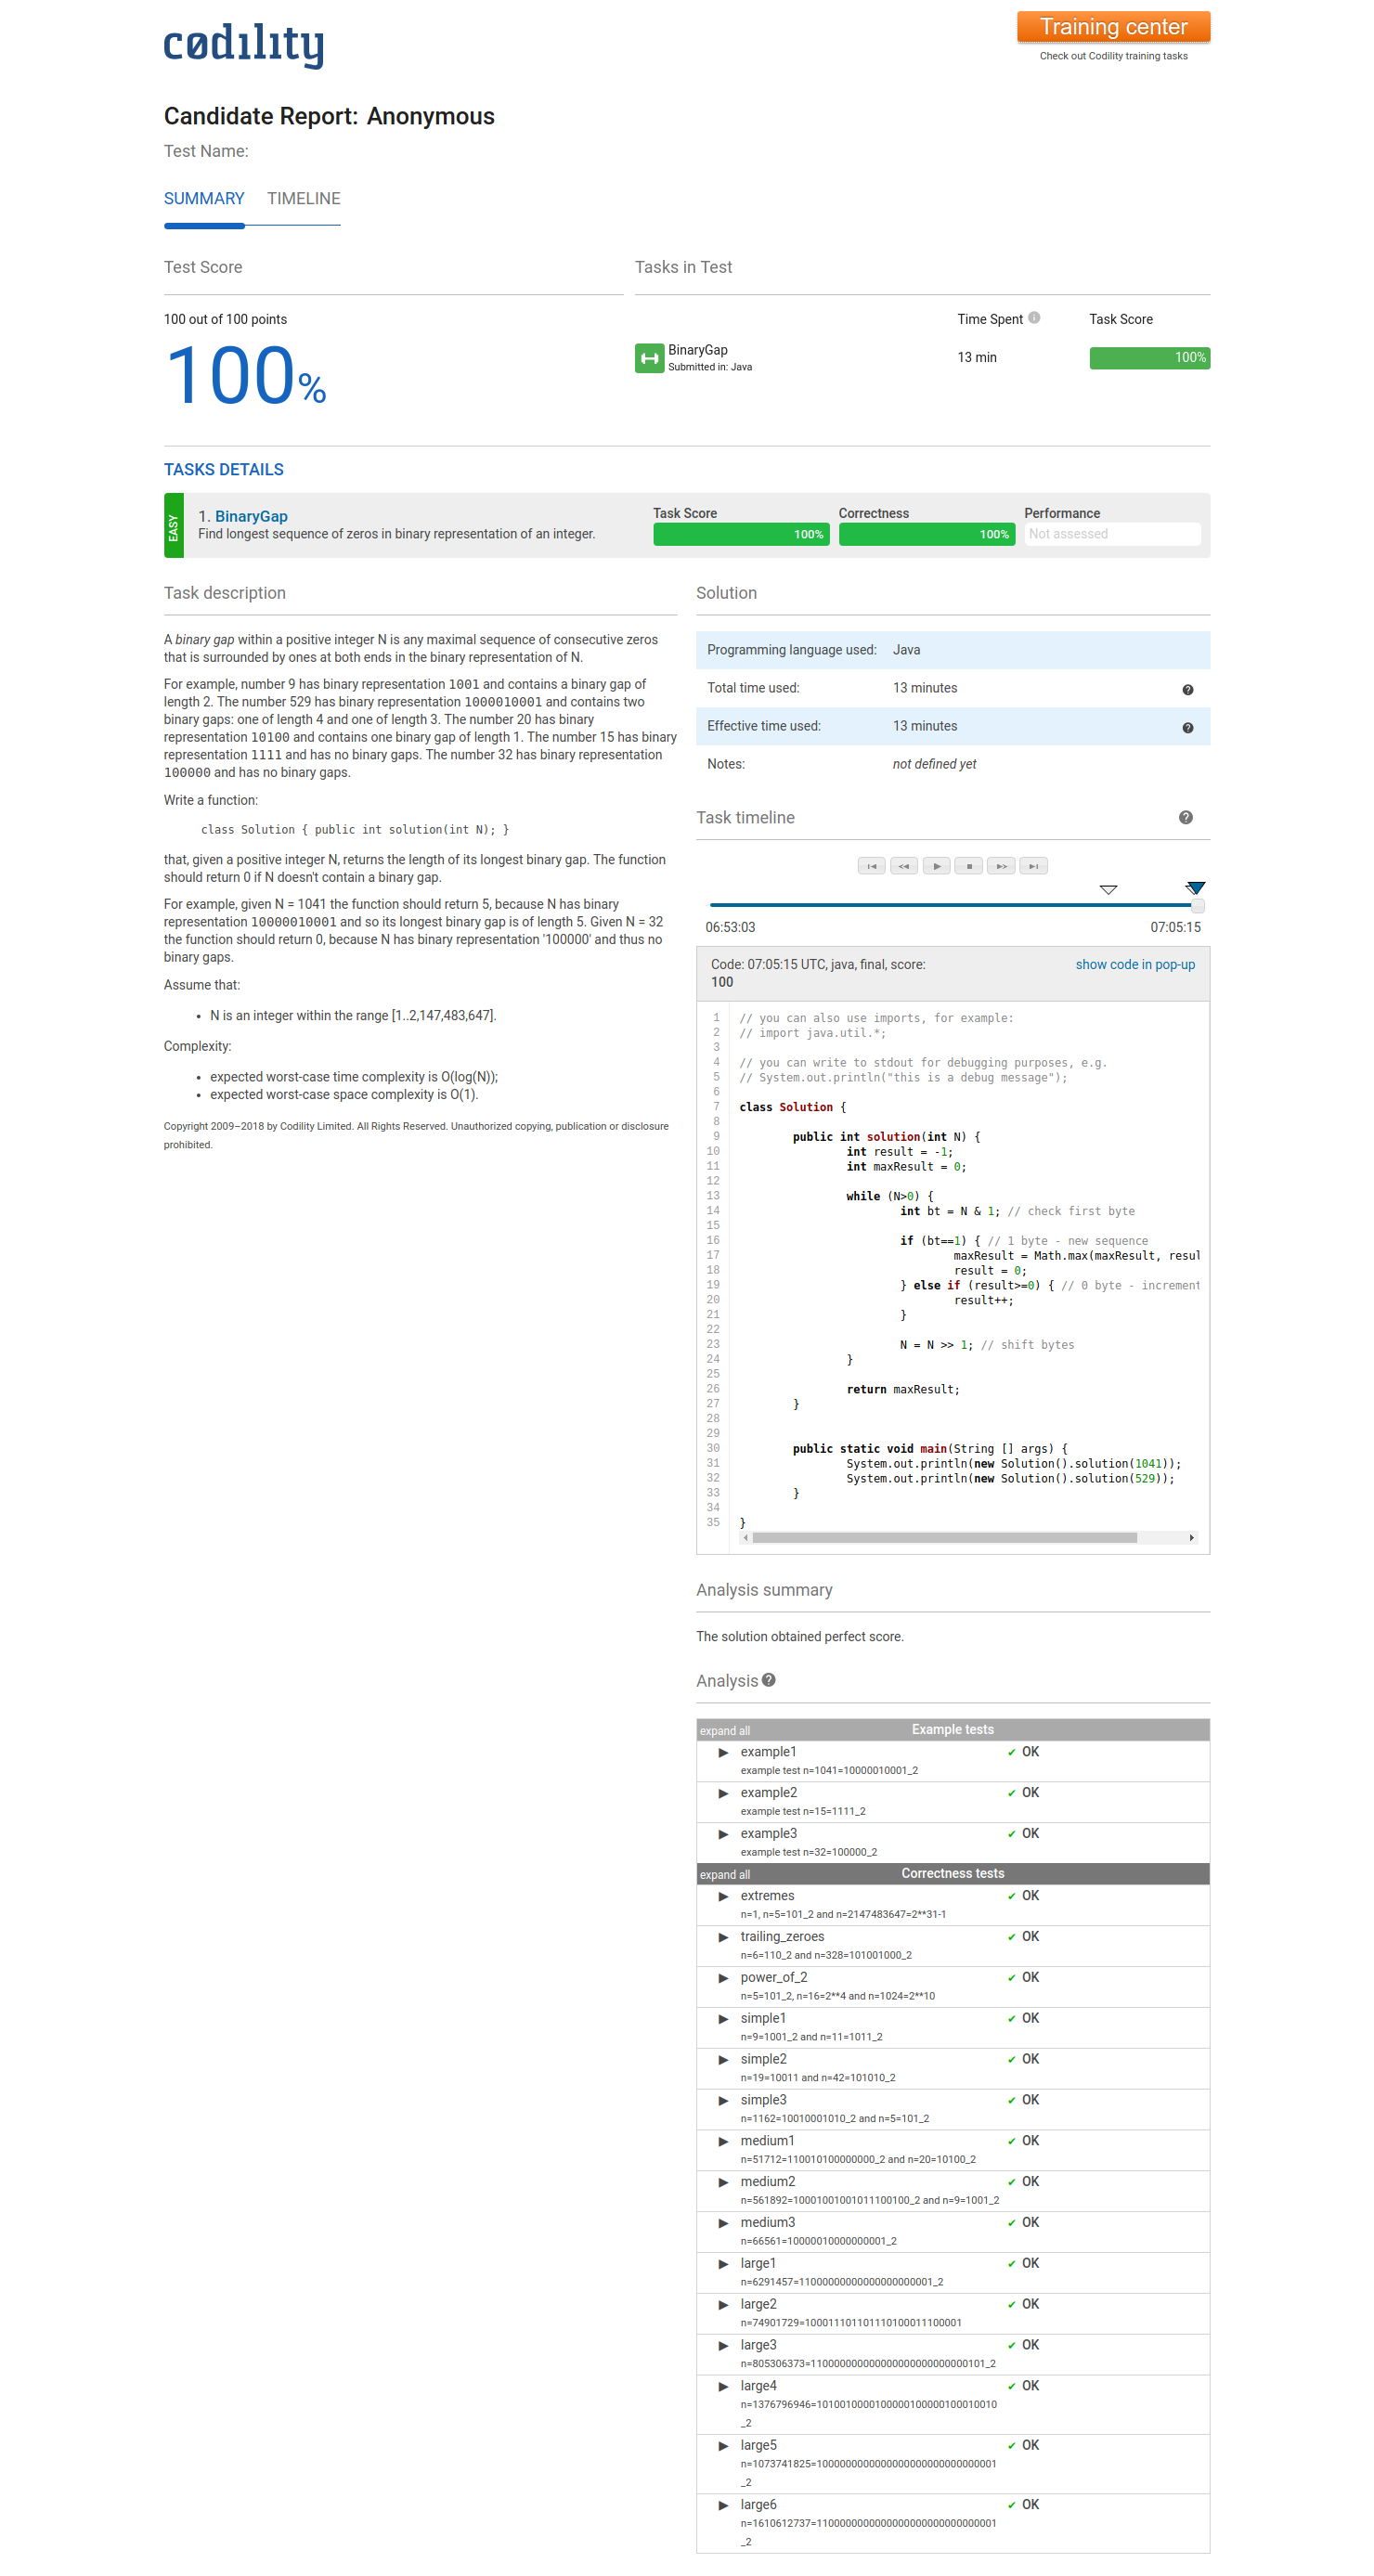 codility
Training center
Check out Codility training tasks
Candidate Report: Anonymous
Test Name:
SUMMARY TIMELINE
Test Score
100 out of 100 points
100%
Tasks in Test
Time Spent
Task Score
BinaryGap
Submitted in: Java
13 min
100%
TASKS DETAILS
EASY
1. BinaryGap
Find longest sequence of zeros in binary representation of an integer.
Task Score
100%
Correctness
100%
Performance
Not assessed
Task description
A binary gap within a positive integer N is any maximal sequence of consecutive zeros
that is surrounded by ones at both ends in the binary representation of N.
For example, number 9 has binary representation 1001 and contains a binary gap of
length 2. The number 529 has binary representation 1000010001 and contains two
binary gaps: one of length 4 and one of length 3. The number 20 has binary
representation 10100 and contains one binary gap of length 1. The number 15 has binary
representation 1111 and has no binary gaps. The number 32 has binary representation
100000 and has no binary gaps.
Write a function:
class Solution { public int solution(int N); }
that, given a positive integer N, returns the length of its longest binary gap. The function
should return 0 if N doesn't contain a binary gap.
For example, given N = 1041 the function should return 5, because N has binary
representation 10000010001 and so its longest binary gap is of length 5. Given N = 32
the function should return 0, because N has binary representation '100000' and thus no
binary gaps.
Assume that:
• N is an integer within the range [1..2,147,483,647].
Complexity:
• expected worst-case time complexity is O(log(N));
• expected worst-case space complexity is O(1).
Copyright 2009–2018 by Codility Limited. All Rights Reserved. Unauthorized copying, publication or disclosure
prohibited.
Solution
Programming language used: Java
Total time used: 13 minutes
Effective time used: 13 minutes
Notes: not defined yet
Task timeline
06:53:03 07:05:15
Code: 07:05:15 UTC, java, final, score:
100
show code in pop-up
1 // you can also use imports, for example:
2 // import java.util.*;
3
4 // you can write to stdout for debugging purposes, e.g.
5 // System.out.println("this is a debug message");
6
7 class Solution {
8
9 public int solution(int N) {
10 int result = -1;
11 int maxResult = 0;
12
13 while (N>0) {
14 int bt = N & 1; // check first byte
15
16 if (bt==1) { // 1 byte - new sequence
17 maxResult = Math.max(maxResult, resul
18 result = 0;
19 } else if (result>=0) { // 0 byte - increment
20 result++;
21 }
22
23 N = N >> 1; // shift bytes
24 }
25
26 return maxResult;
27 }
28
29
30 public static void main(String [] args) {
31 System.out.println(new Solution().solution(1041));
32 System.out.println(new Solution().solution(529));
33 }
34
35 }
Analysis summary
The solution obtained perfect score.
Analysis
expand all Example tests
example1 ✔ OK
example test n=1041=10000010001_2
example2 ✔ OK
example test n=15=1111_2
example3 ✔ OK
example test n=32=100000_2
expand all Correctness tests
extremes ✔ OK
n=1, n=5=101_2 and n=2147483647=2**31-1
trailing_zeroes ✔ OK
n=6=110_2 and n=328=101001000_2
power_of_2 ✔ OK
n=5=101_2, n=16=2**4 and n=1024=2**10
simple1 ✔ OK
n=9=1001_2 and n=11=1011_2
simple2 ✔ OK
n=19=10011 and n=42=101010_2
simple3 ✔ OK
n=1162=10010001010_2 and n=5=101_2
medium1 ✔ OK
n=51712=110010100000000_2 and n=20=10100_2
medium2 ✔ OK
n=561892=10001001001011100100_2 and n=9=1001_2
medium3 ✔ OK
n=66561=10000010000000001_2
large1 ✔ OK
n=6291457=11000000000000000000001_2
large2 ✔ OK
n=74901729=100011101101110100011100001
large3 ✔ OK
n=805306373=110000000000000000000000000101_2
large4 ✔ OK
n=1376796946=1010010000100000100000100010010
_2
large5 ✔ OK
n=1073741825=1000000000000000000000000000001
_2
large6 ✔ OK
n=1610612737=1100000000000000000000000000001
_2